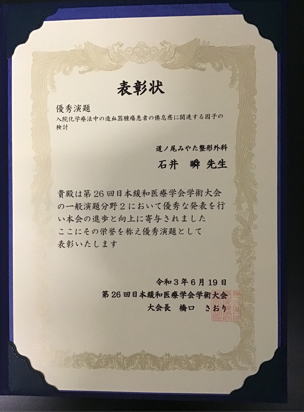 表彰状
優秀演題
入院化学療法中の造血器腫瘍患者の倦怠感に関連する因子の
検討
道ノ尾みやた整形外科
石井 瞬 先生
貴殿は第26回日本緩和医療学会学術大会
の一般演題分野2において優秀な発表を行
い本会の進歩と向上に寄与されました
ここにその栄誉を称え優秀演題として
表彰いたします
令和3年6月19日
第26回日本緩和医療学会学術大会
大会長 橋口 さおり